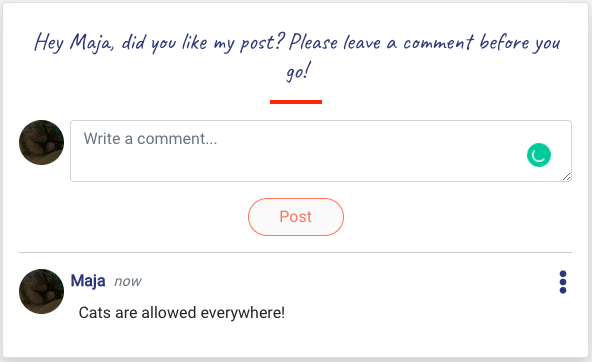 Hey Maja, did you like my post? Please leave a comment before you
go!
Write a comment...
Post
Maja now
Cats are allowed everywhere!